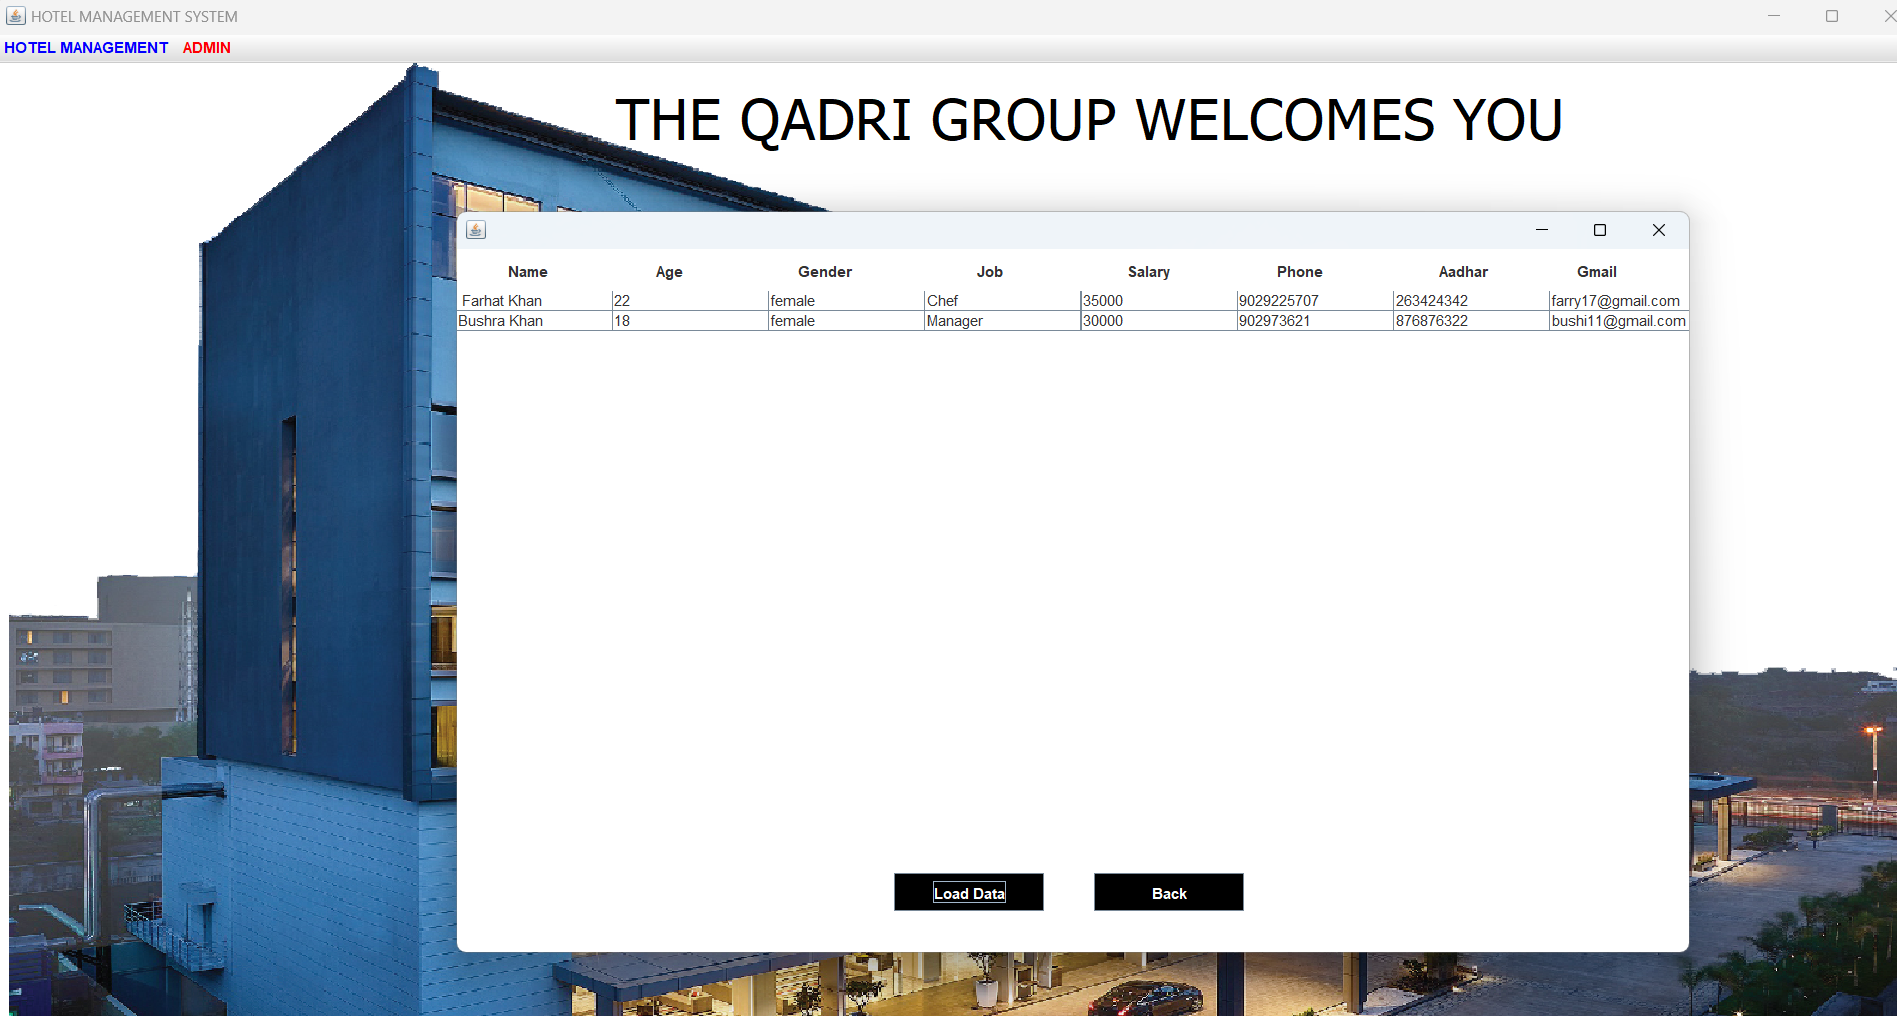 HOTEL MANAGEMENT SYSTEM
HOTEL MANAGEMENT ADMIN
THE QADRI GROUP WELCOMES YOU
Name Age Gender Job Salary Phone Aadhar Gmail
Farhat Khan 22 female Chef 35000 9029225707 263424342 farry17@gmail.com
Bushra Khan 18 female Manager 30000 902973621 876876322 bushi11@gmail.com
Load Data Back